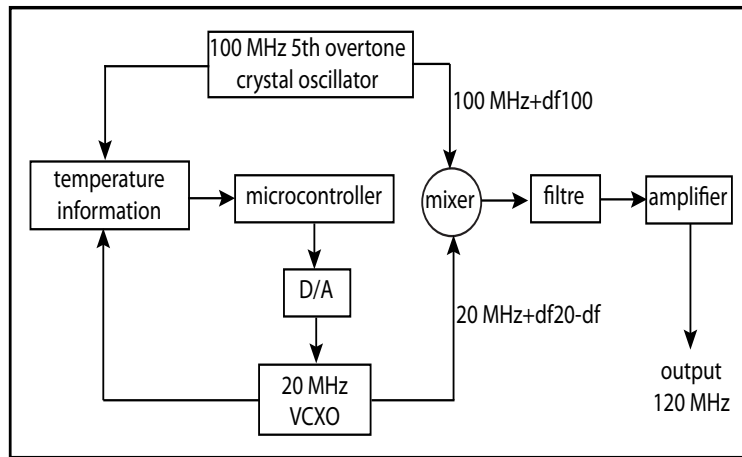 100 MHz 5th overtone
crystal oscillator
100 MHz+df100
temperature
information
microcontroller
mixer
filtre
amplifier
D/A
20 MHz+df20-df
20 MHz
VCXO
output
120 MHz